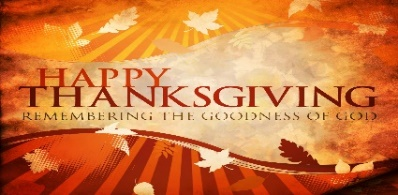 HAPPY
THANKSGIVING
REMEMBERING THE GOODNESS OF GOD